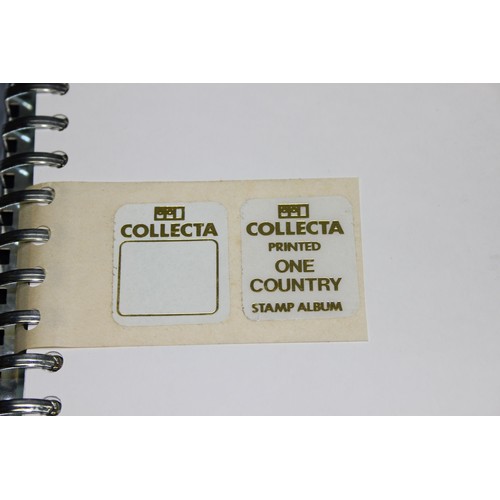 COLLECTA
COLLECTA
PRINTED
ONE
COUNTRY
STAMP ALBUM